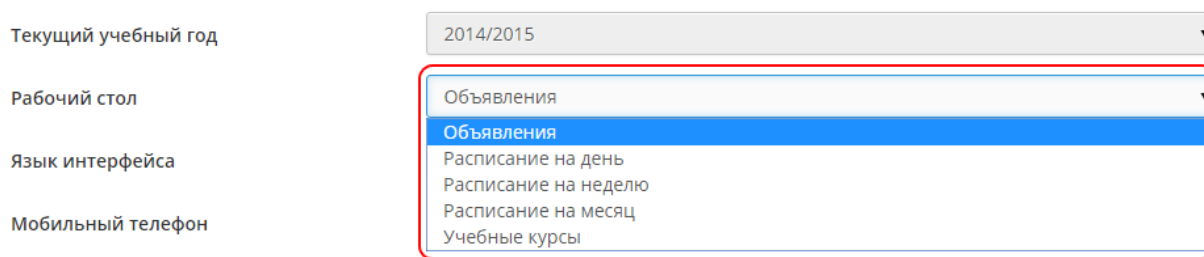 Текущий учебный год 2014/2015
Рабочий стол Объявления
Объявления
Язык интерфейса Расписание на день
Расписание на неделю
Мобильный телефон Расписание на месяц
Учебные курсы